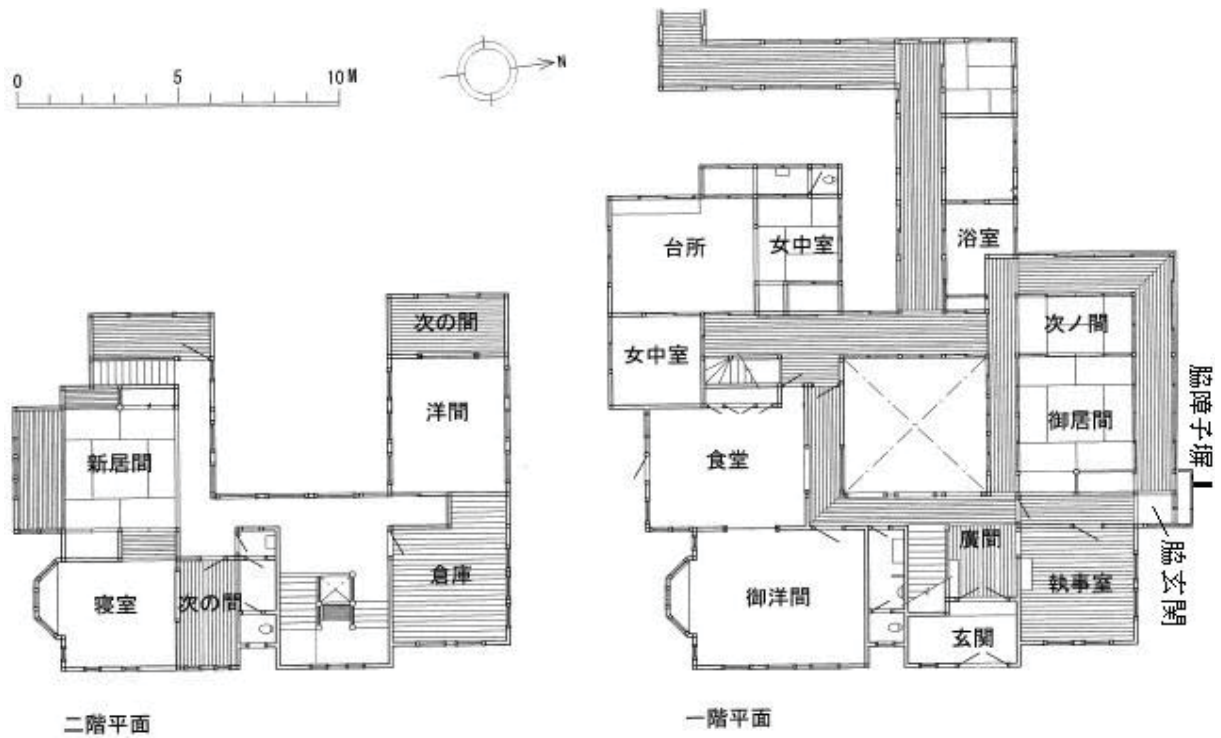 0 5 10M
N
台所
女中室
浴室
次の間
女中室
次ノ間
洋間
御居間
脇障子塀
新居間
食堂
廣間
倉庫
執事室
脇玄関
寝室
次の間
御洋間
玄関
二階平面
一階平面